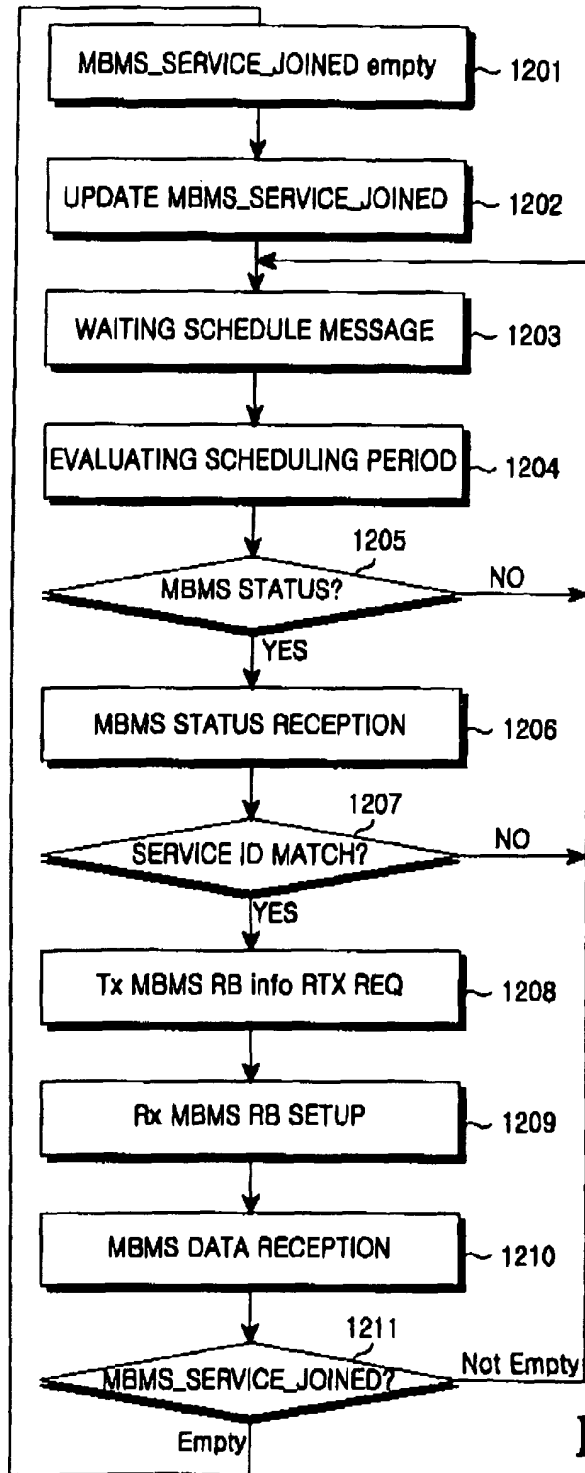 MBMS_SERVICE_JOINED empty
1201
UPDATE MBMS_SERVICE_JOINED
1202
WAITING SCHEDULE MESSAGE
1203
EVALUATING SCHEDULING PERIOD
1204
1205
MBMS STATUS?
NO
YES
MBMS STATUS RECEPTION
1206
1207
SERVICE ID MATCH?
NO
YES
Tx MBMS RB info RTX REQ
1208
Rx MBMS RB SETUP
1209
MBMS DATA RECEPTION
1210
1211
MBMS_SERVICE_JOINED?
Not Empty
Empty